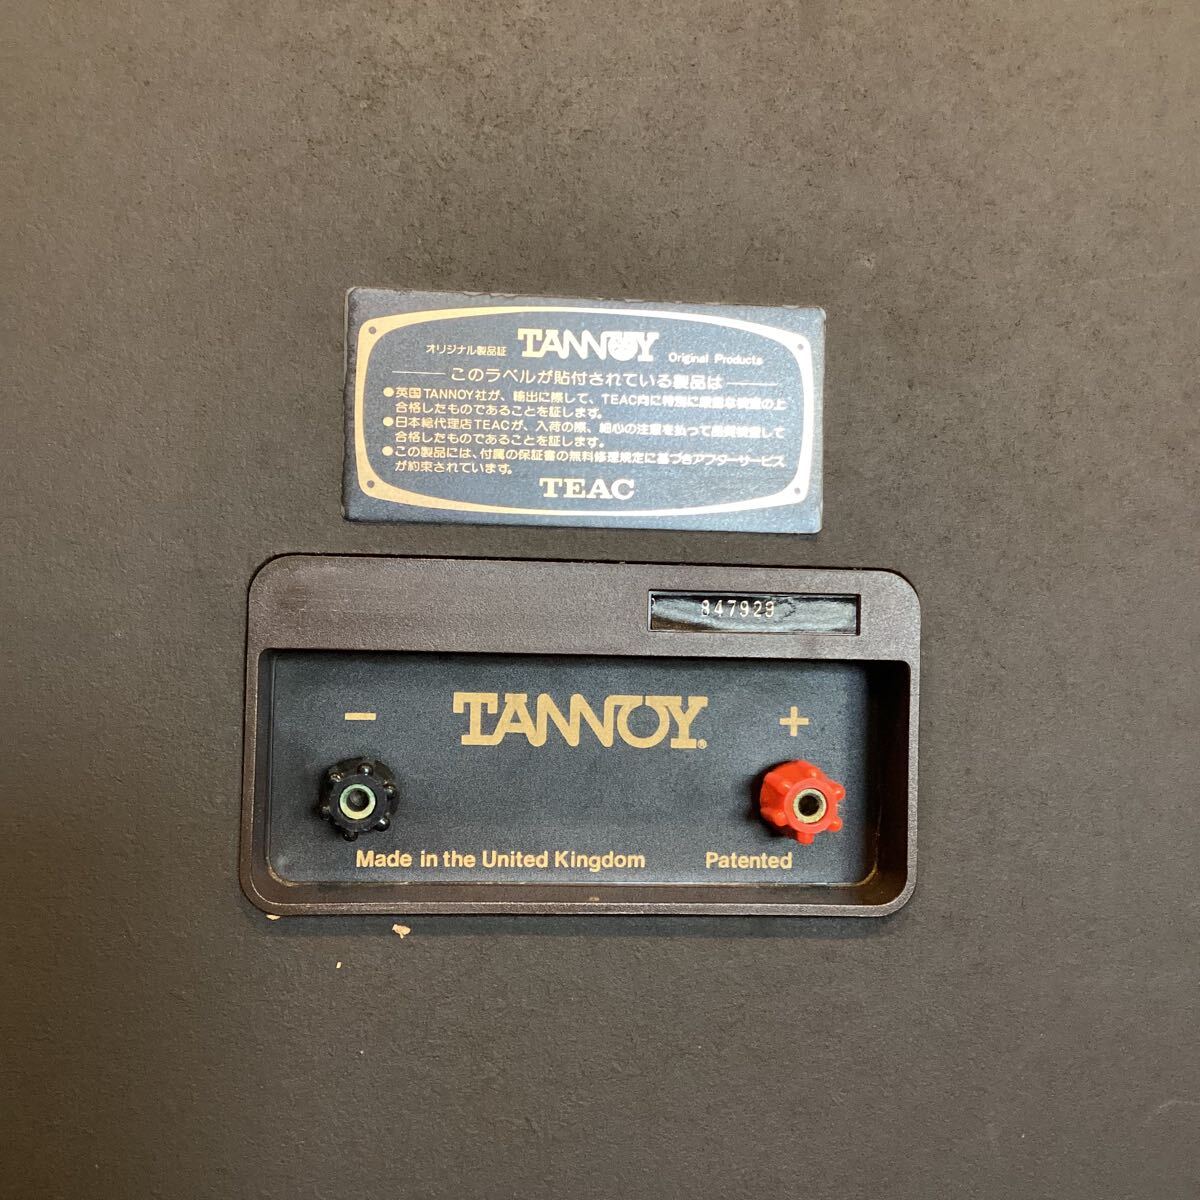 オリジナル製品証 TANNOY Original Products
このラベルが貼付されている製品は
●英国TANNOY社が、輸出に際して、TEAC向に特別に厳重な検査の上
合格したものであることを証します。
●日本総代理店TEACが、入荷の際、細心の注意を払って品質検査して
合格したものであることを証します。
●この製品には、付属の保証書の無料修理規定に基づきアフターサービス
が約束されています。
TEAC
847929
− TANNOY® +
Made in the United Kingdom Patented